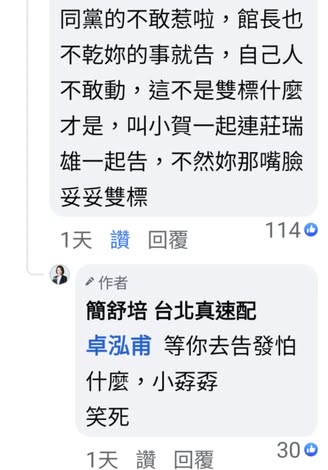 同黨的不敢惹啦，館長也
不乾妳的事就告，自己人
不敢動，這不是雙標什麼
才是，叫小賀一起連莊瑞
雄一起告，不然妳那嘴臉
妥妥雙標
1天 讚 回覆 114
作者
簡舒培 台北真速配
卓泓甫 等你去告發怕
什麼，小孬孬
笑死
1天 讚 回覆 30